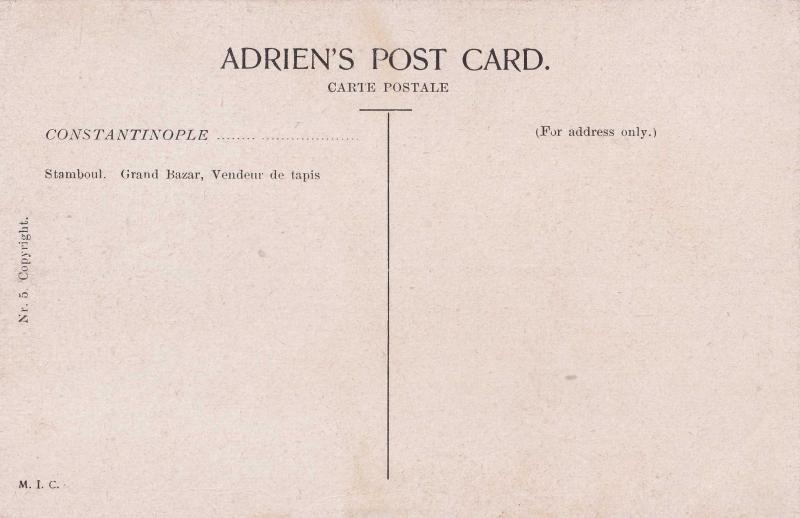 ADRIEN'S POST CARD.
CARTE POSTALE
CONSTANTINOPLE ........ ....................
(For address only.)
Stamboul. Grand Bazar, Vendeur de tapis
Nr. 5. Copyright.
M. I. C.